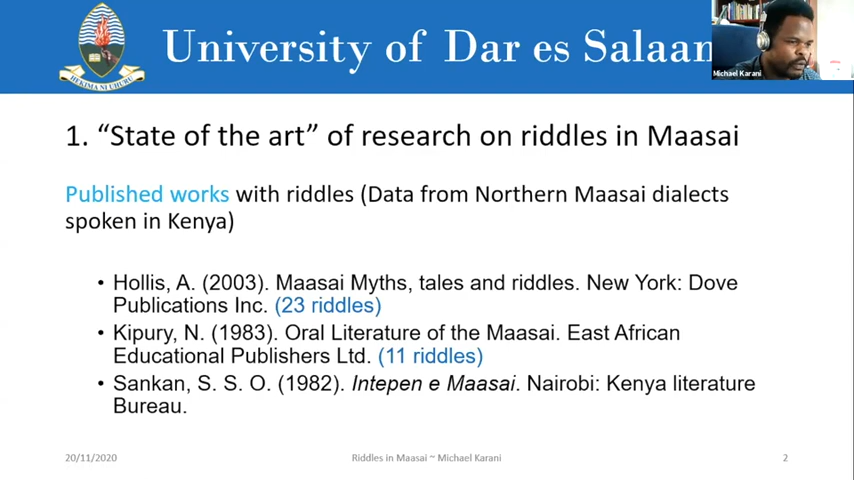 University of Dar es Salaam
Michael Karani
HEKIMA NI UHURU
1. “State of the art” of research on riddles in Maasai
Published works with riddles (Data from Northern Maasai dialects
spoken in Kenya)
• Hollis, A. (2003). Maasai Myths, tales and riddles. New York: Dove
Publications Inc. (23 riddles)
• Kipury, N. (1983). Oral Literature of the Maasai. East African
Educational Publishers Ltd. (11 riddles)
• Sankan, S. S. O. (1982). Intepen e Maasai. Nairobi: Kenya literature
Bureau.
20/11/2020
Riddles in Maasai ~ Michael Karani
2